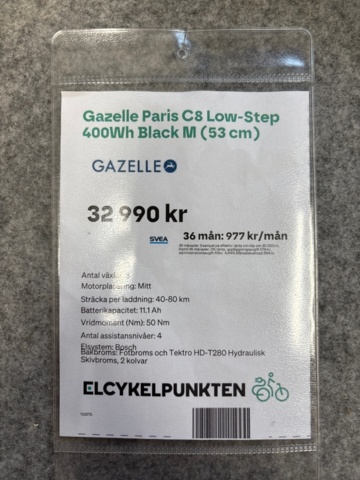 Gazelle Paris C8 Low-Step
400Wh Black M (53 cm)
GAZELLE
32 990 kr
SVEA
36 mån: 977 kr/mån
Antal växlar: 8
Motorplacering: Mitt
Sträcka per laddning: 40-80 km
Batterikapacitet: 11.1 Ah
Vridmoment (Nm): 50 Nm
Antal assistansnivåer: 4
Elsystem: Bosch
Bakbroms: Fotbroms och Tektro HD-T280 Hydraulisk
Skivbroms, 2 kolvar
ELCYKELPUNKTEN